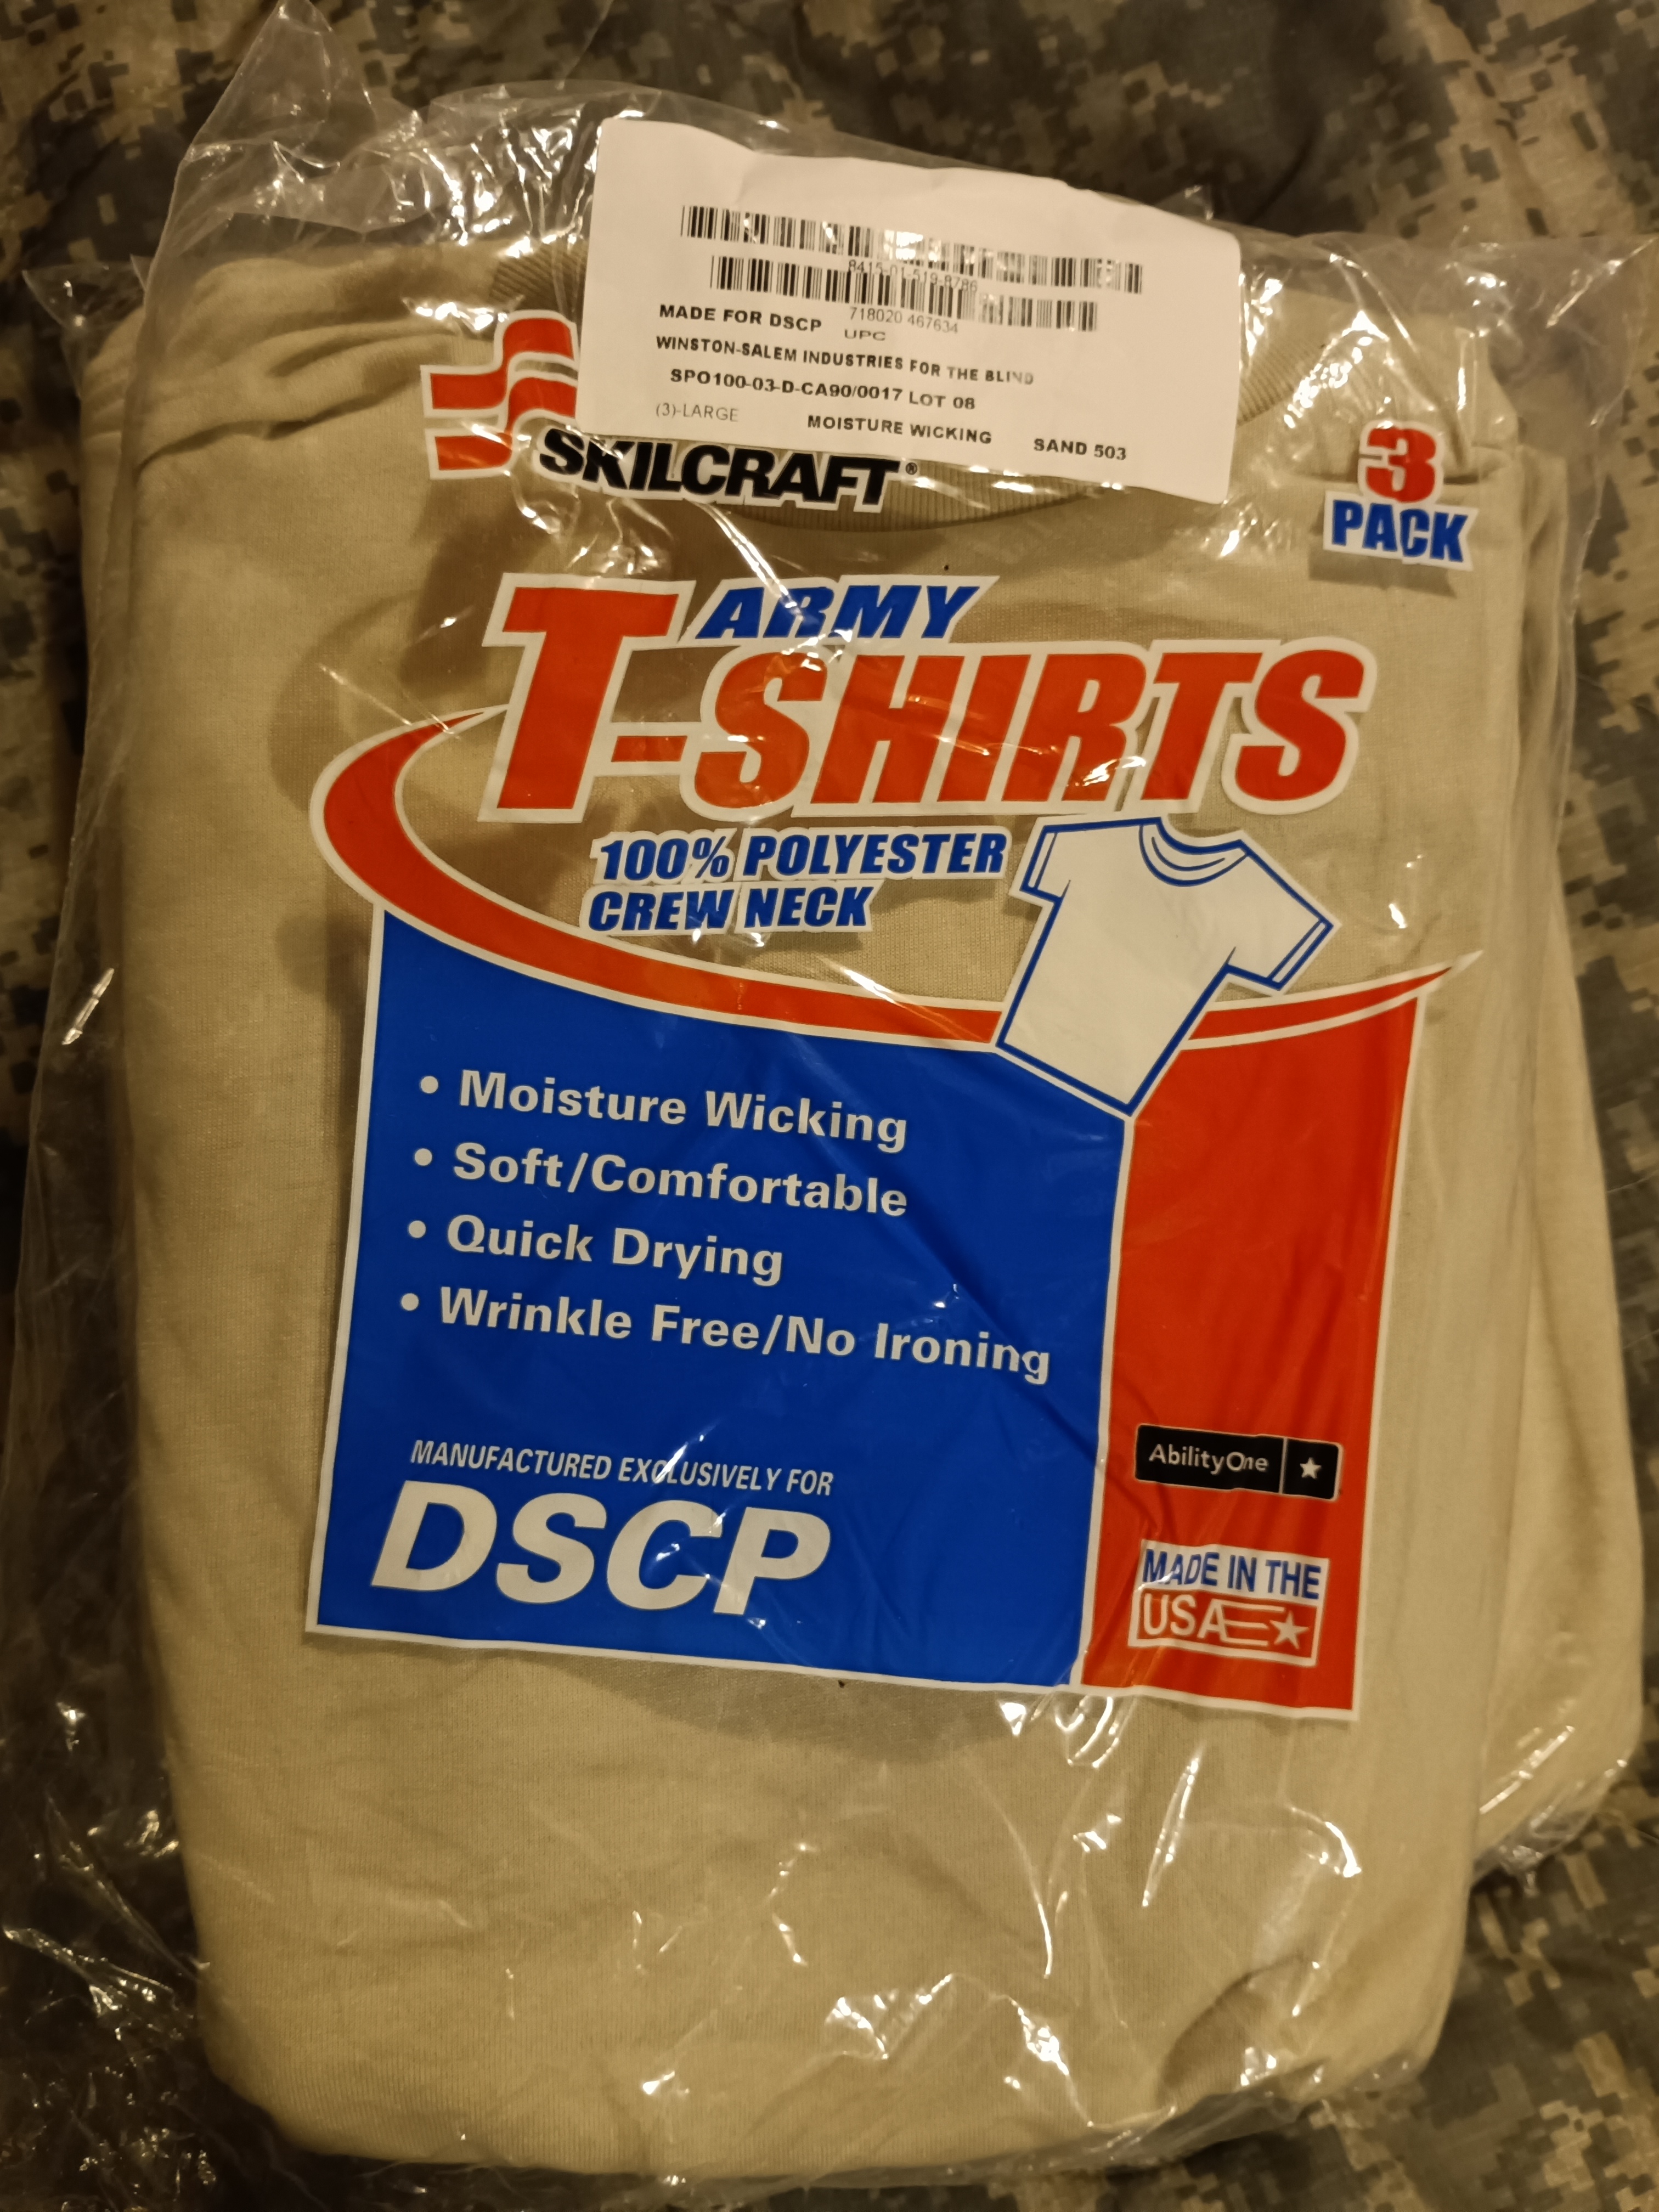 8415-01-519-8786
718020 467634
MADE FOR DSCP UPC
WINSTON-SALEM INDUSTRIES FOR THE BLIND
SPO100-03-D-CA90/0017 LOT 08
(3)-LARGE MOISTURE WICKING SAND 503
SKILCRAFT®
3
PACK
ARMY
T-SHIRTS
100% POLYESTER
CREW NECK
• Moisture Wicking
• Soft/Comfortable
• Quick Drying
• Wrinkle Free/No Ironing
MANUFACTURED EXCLUSIVELY FOR
DSCP
AbilityOne
MADE IN THE
USA